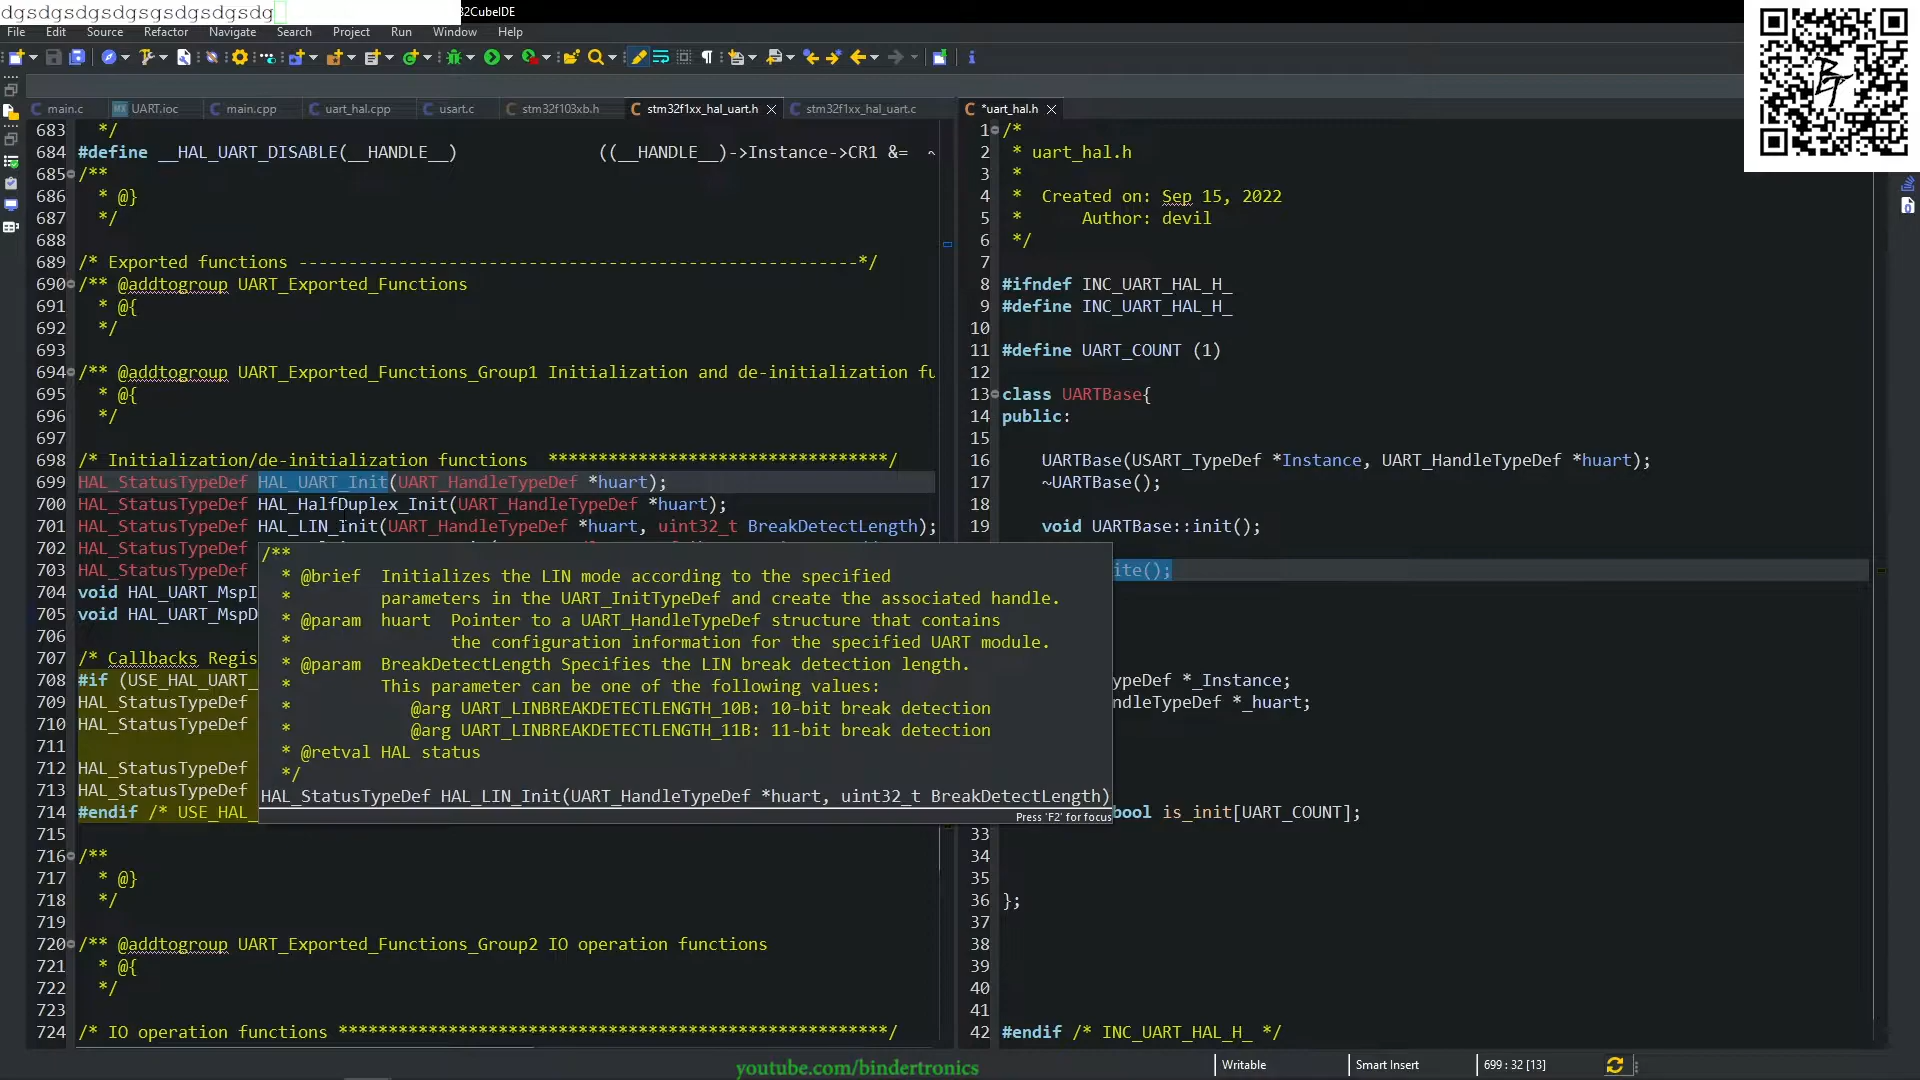 dgsdgsdgsdgsgsdgsdgsdg
32CubeIDE
File Edit Source Refactor Navigate Search Project Run Window Help
main.c UART.ioc main.cpp uart_hal.cpp usart.c stm32f103xb.h stm32f1xx_hal_uart.h stm32f1xx_hal_uart.c *uart_hal.h
683 */
684 #define __HAL_UART_DISABLE(__HANDLE__) ((__HANDLE__)->Instance->CR1 &= ~
685 /**
686 * @}
687 */
688
689 /* Exported functions --------------------------------------------------------*/
690 /** @addtogroup UART_Exported_Functions
691 * @{
692 */
693
694 /** @addtogroup UART_Exported_Functions_Group1 Initialization and de-initialization fu
695 * @{
696 */
697
698 /* Initialization/de-initialization functions **********************************/
699 HAL_StatusTypeDef HAL_UART_Init(UART_HandleTypeDef *huart);
700 HAL_StatusTypeDef HAL_HalfDuplex_Init(UART_HandleTypeDef *huart);
701 HAL_StatusTypeDef HAL_LIN_Init(UART_HandleTypeDef *huart, uint32_t BreakDetectLength);
702 HAL_StatusTypeDef
703 HAL_StatusTypeDef
704 void HAL_UART_MspI
705 void HAL_UART_MspD
706
707 /* Callbacks Regis
708 #if (USE_HAL_UART_
709 HAL_StatusTypeDef
710 HAL_StatusTypeDef
711
712 HAL_StatusTypeDef
713 HAL_StatusTypeDef
714 #endif /* USE_HAL_
715
716 /**
717 * @}
718 */
719
720 /** @addtogroup UART_Exported_Functions_Group2 IO operation functions
721 * @{
722 */
723
724 /* IO operation functions *******************************************************/
/**
* @brief Initializes the LIN mode according to the specified
* parameters in the UART_InitTypeDef and create the associated handle.
* @param huart Pointer to a UART_HandleTypeDef structure that contains
* the configuration information for the specified UART module.
* @param BreakDetectLength Specifies the LIN break detection length.
* This parameter can be one of the following values:
* @arg UART_LINBREAKDETECTLENGTH_10B: 10-bit break detection
* @arg UART_LINBREAKDETECTLENGTH_11B: 11-bit break detection
* @retval HAL status
*/
HAL_StatusTypeDef HAL_LIN_Init(UART_HandleTypeDef *huart, uint32_t BreakDetectLength)
Press 'F2' for focus
1 /*
2 * uart_hal.h
3 *
4 * Created on: Sep 15, 2022
5 * Author: devil
6 */
7
8 #ifndef INC_UART_HAL_H_
9 #define INC_UART_HAL_H_
10
11 #define UART_COUNT (1)
12
13 class UARTBase{
14 public:
15
16 UARTBase(USART_TypeDef *Instance, UART_HandleTypeDef *huart);
17 ~UARTBase();
18
19 void UARTBase::init();
ite();
ypeDef *_Instance;
ndleTypeDef *_huart;
bool is_init[UART_COUNT];
33
34
35
36 };
37
38
39
40
41
42 #endif /* INC_UART_HAL_H_ */
BT
youtube.com/bindertronics
Writable Smart Insert 699 : 32 [13]